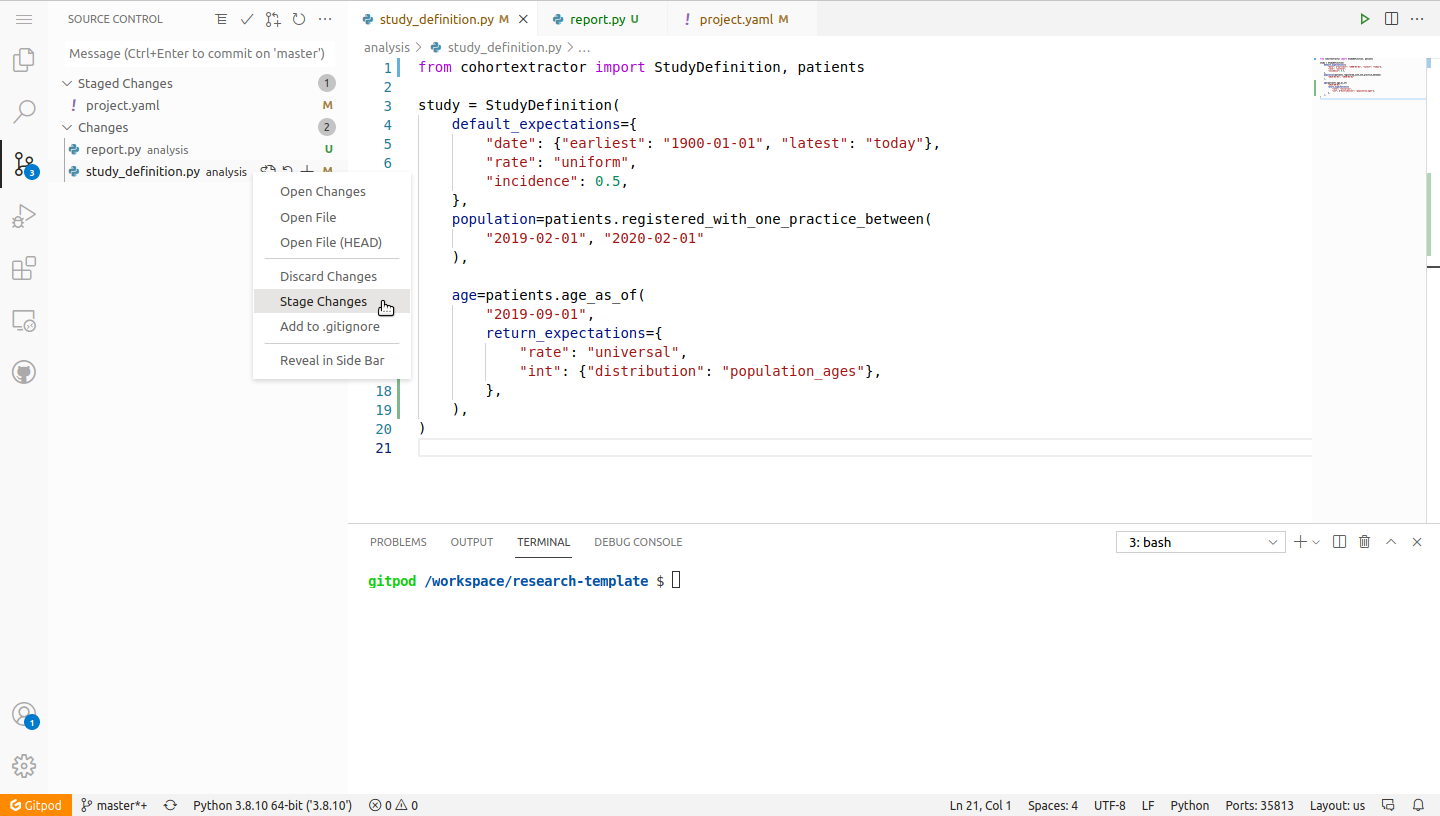 SOURCE CONTROL
Message (Ctrl+Enter to commit on 'master')
Staged Changes 1
! project.yaml M
Changes 2
report.py analysis U
study_definition.py analysis M
3
Open Changes
Open File
Open File (HEAD)
Discard Changes
Stage Changes
Add to .gitignore
Reveal in Side Bar
1
study_definition.py M
report.py U
! project.yaml M
analysis > study_definition.py > ...
1 from cohortextractor import StudyDefinition, patients
2
3 study = StudyDefinition(
4 default_expectations={
5 "date": {"earliest": "1900-01-01", "latest": "today"},
6 "rate": "uniform",
"incidence": 0.5,
},
population=patients.registered_with_one_practice_between(
"2019-02-01", "2020-02-01"
),
age=patients.age_as_of(
"2019-09-01",
return_expectations={
"rate": "universal",
"int": {"distribution": "population_ages"},
18 },
19 ),
20 )
21
PROBLEMS OUTPUT TERMINAL DEBUG CONSOLE
3: bash
gitpod /workspace/research-template $
Gitpod master*+ Python 3.8.10 64-bit ('3.8.10') 0 0 Ln 21, Col 1 Spaces: 4 UTF-8 LF Python Ports: 35813 Layout: us